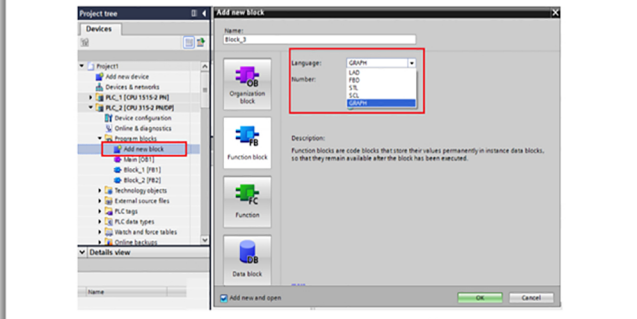 Project tree
Devices
Project1
Add new device
Devices & networks
PLC_1 [CPU 1515-2 PN]
PLC_2 [CPU 315-2 PN/DP]
Device configuration
Online & diagnostics
Program blocks
Add new block
Main [OB1]
Block_1 [FB1]
Block_2 [FB2]
Technology objects
External source files
PLC tags
PLC data types
Watch and force tables
Online backups
Details view
Name
Add new block
Name:
Block_3
OB
Organization
block
FB
Function block
FC
Function
DB
Data block
Language:
GRAPH
Number:
LAD
FBD
STL
SCL
GRAPH
Description:
Function blocks are code blocks that store their values permanently in instance data blocks,
so that they remain available after the block has been executed.
Add new and open
OK
Cancel